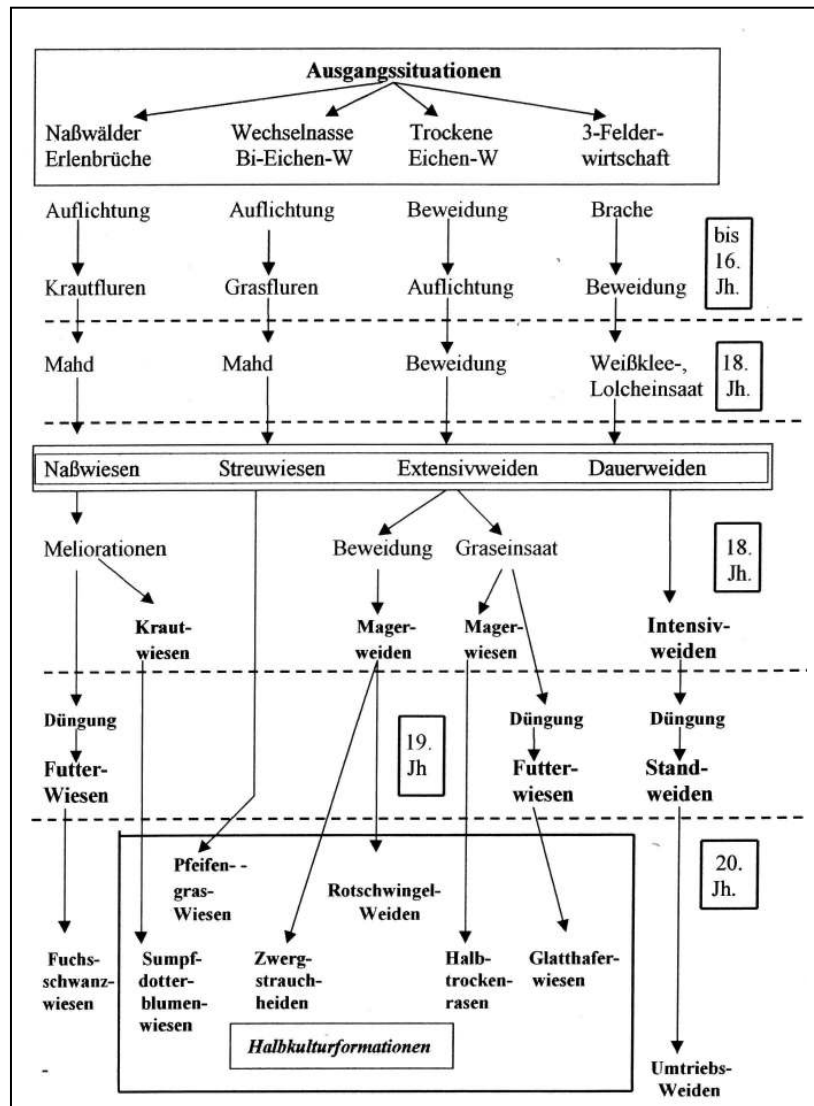 Ausgangssituationen
Naßwälder Wechselnasse Trockene 3-Felder-
Erlenbrüche Bi-Eichen-W Eichen-W wirtschaft
Auflichtung Auflichtung Beweidung Brache
bis
16.
Jh.
Krautfluren Grasfluren Auflichtung Beweidung
Mahd Mahd Beweidung Weißklee-,
Lolcheinsaat
18.
Jh.
Naßwiesen Streuwiesen Extensivweiden Dauerweiden
Meliorationen Beweidung Graseinsaat
18.
Jh.
Kraut- Mager- Mager- Intensiv-
wiesen weiden wiesen weiden
Düngung Düngung Düngung
19.
Jh
Futter- Futter- Stand-
Wiesen wiesen weiden
20.
Jh.
Pfeifen--
gras-
Wiesen
Rotschwingel-
Weiden
Fuchs- Sumpf- Zwerg- Halb- Glatthafer-
schwanz- dotter- strauch- trocken- wiesen
wiesen blumen- heiden rasen
wiesen
Halbkulturformationen
Umtriebs-
Weiden